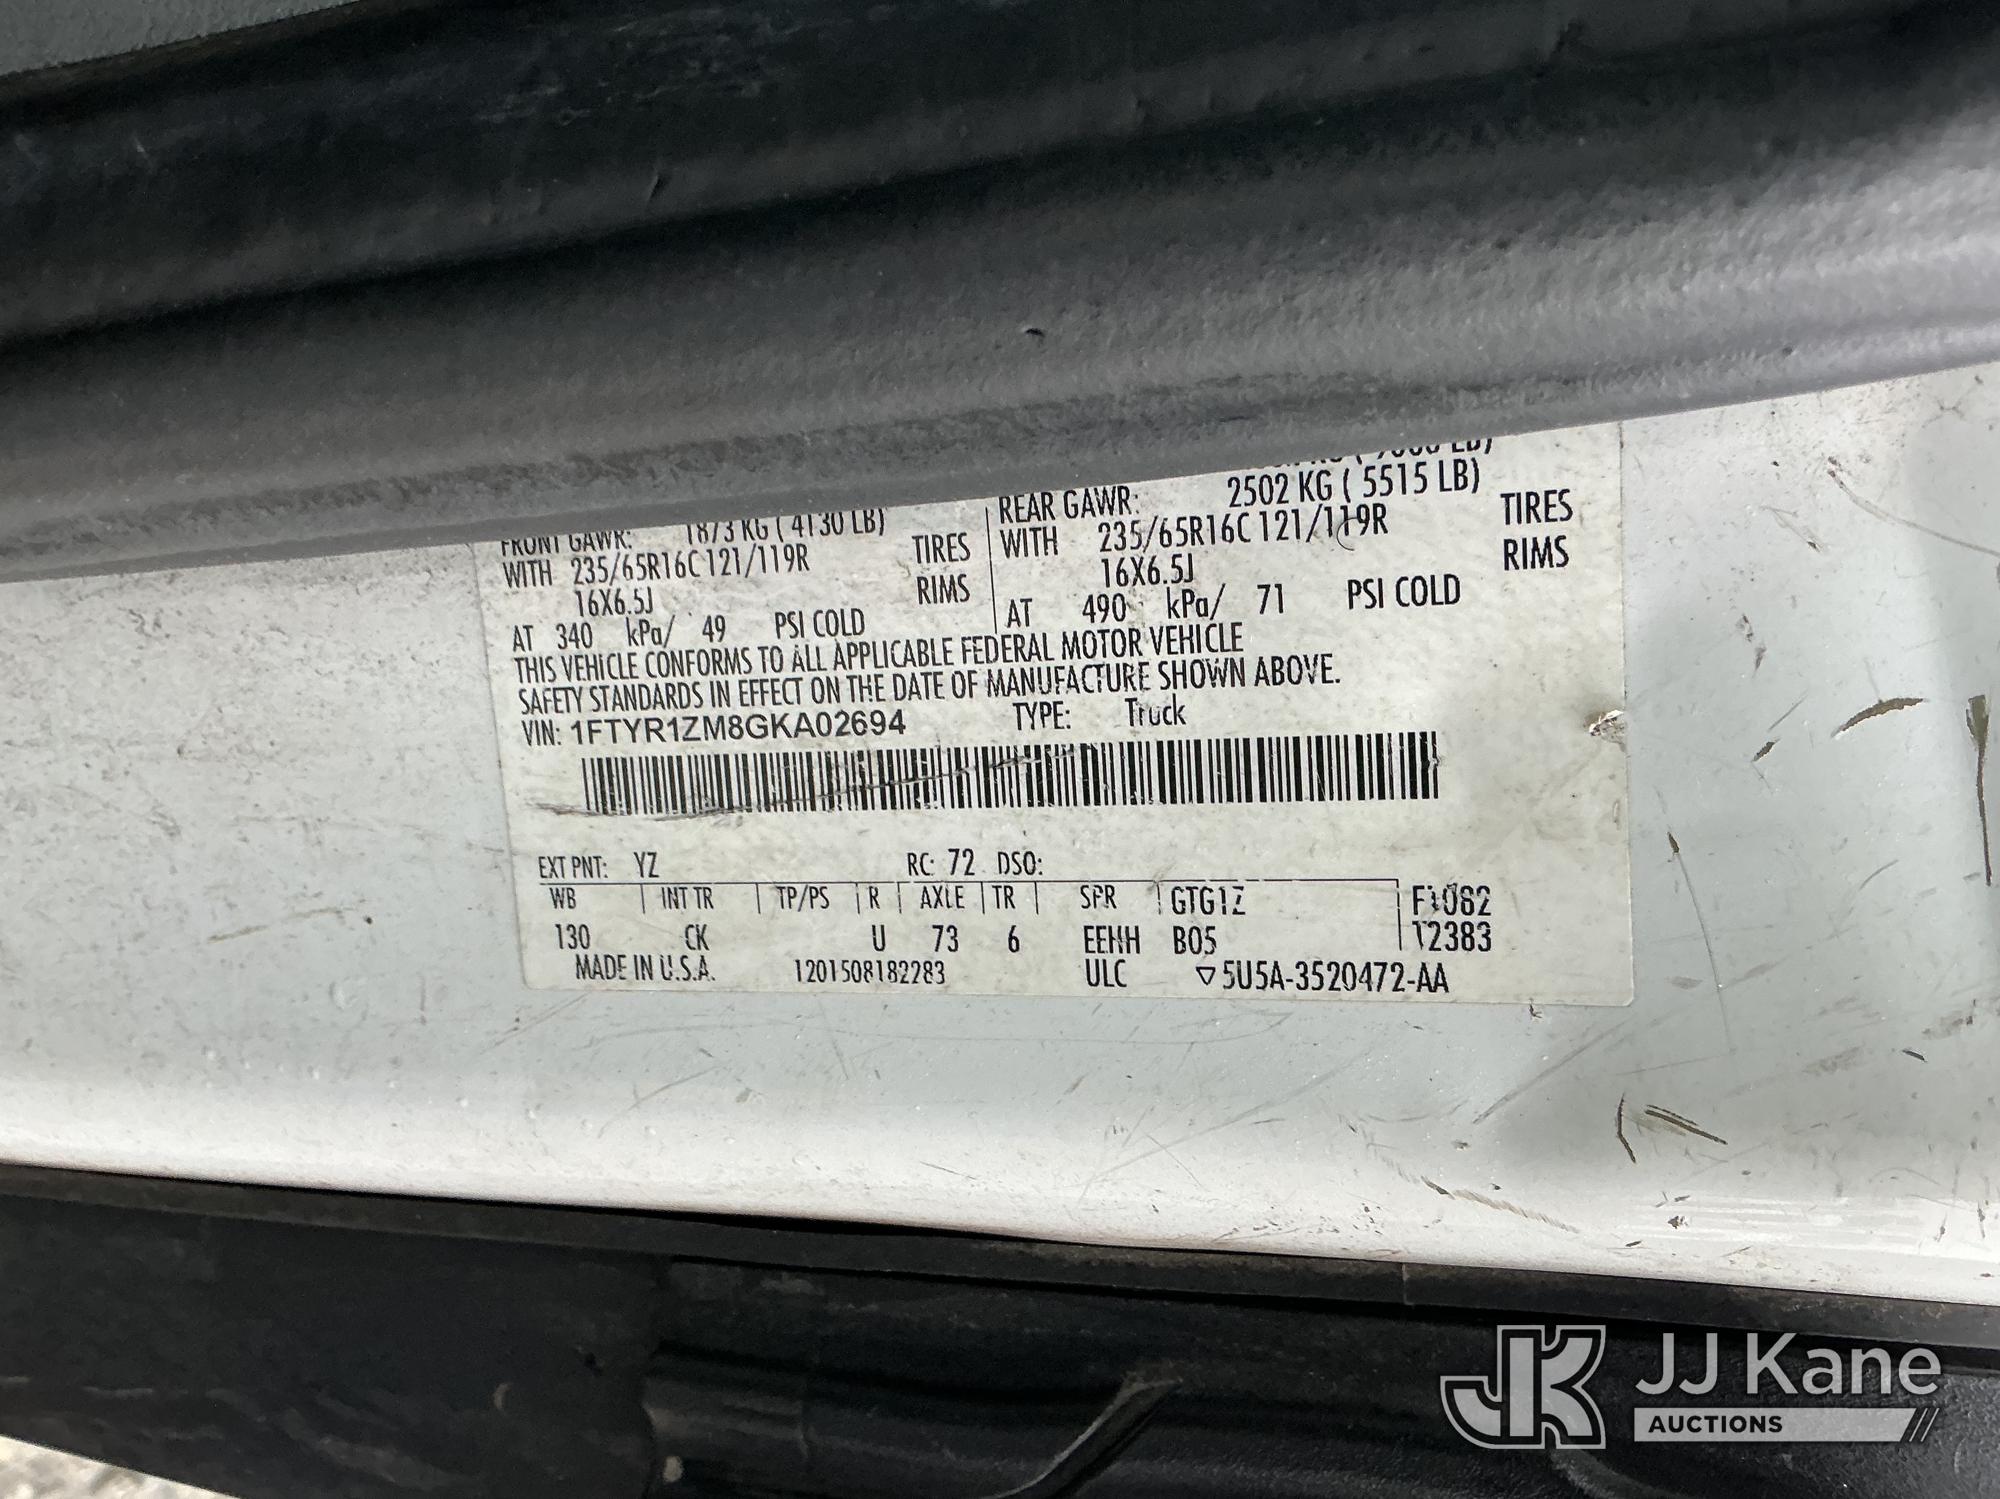 2502 KG ( 5515 LB)
REAR GAWR:
WITH 235/65R16C 121/119R TIRES
16X6.5J RIMS
AT 490 kPa/ 71 PSI COLD
FRONT GAWR: 1873 KG ( 4130 LB)
WITH 235/65R16C 121/119R TIRES
16X6.5J RIMS
AT 340 kPa/ 49 PSI COLD
THIS VEHICLE CONFORMS TO ALL APPLICABLE FEDERAL MOTOR VEHICLE
SAFETY STANDARDS IN EFFECT ON THE DATE OF MANUFACTURE SHOWN ABOVE.
VIN: 1FTYR1ZM8GKA02694 TYPE: Truck
EXT PNT: YZ RC: 72 DSO:
WB INT TR TP/PS R AXLE TR SPR GTG1Z F1082
130 CK U 73 6 EEHH B05 T2383
MADE IN U.S.A. 1201508182283 ULC ▽5U5A-3520472-AA
JK JJ Kane
AUCTIONS